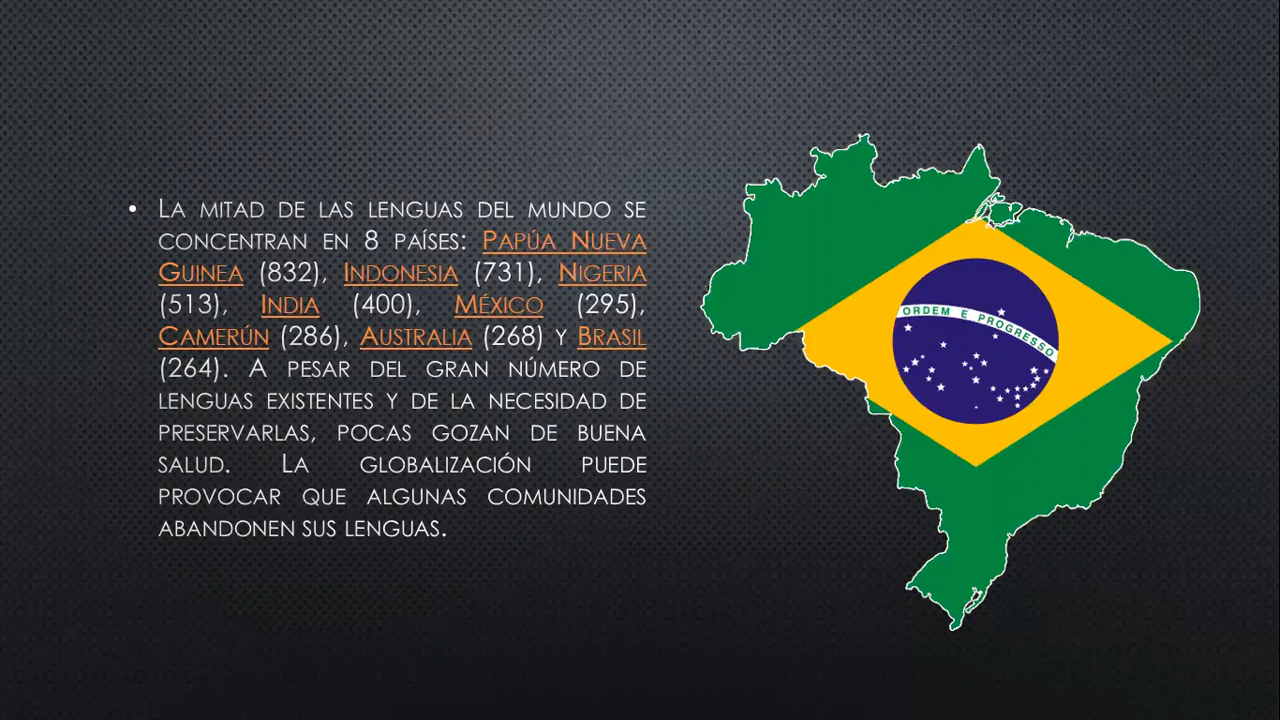 • La mitad de las lenguas del mundo se
concentran en 8 países: Papúa Nueva
Guinea (832), Indonesia (731), Nigeria
(513), India (400), México (295),
Camerún (286), Australia (268) y Brasil
(264). A pesar del gran número de
lenguas existentes y de la necesidad de
preservarlas, pocas gozan de buena
salud. La globalización puede
provocar que algunas comunidades
abandonen sus lenguas.
ORDEM E PROGRESSO